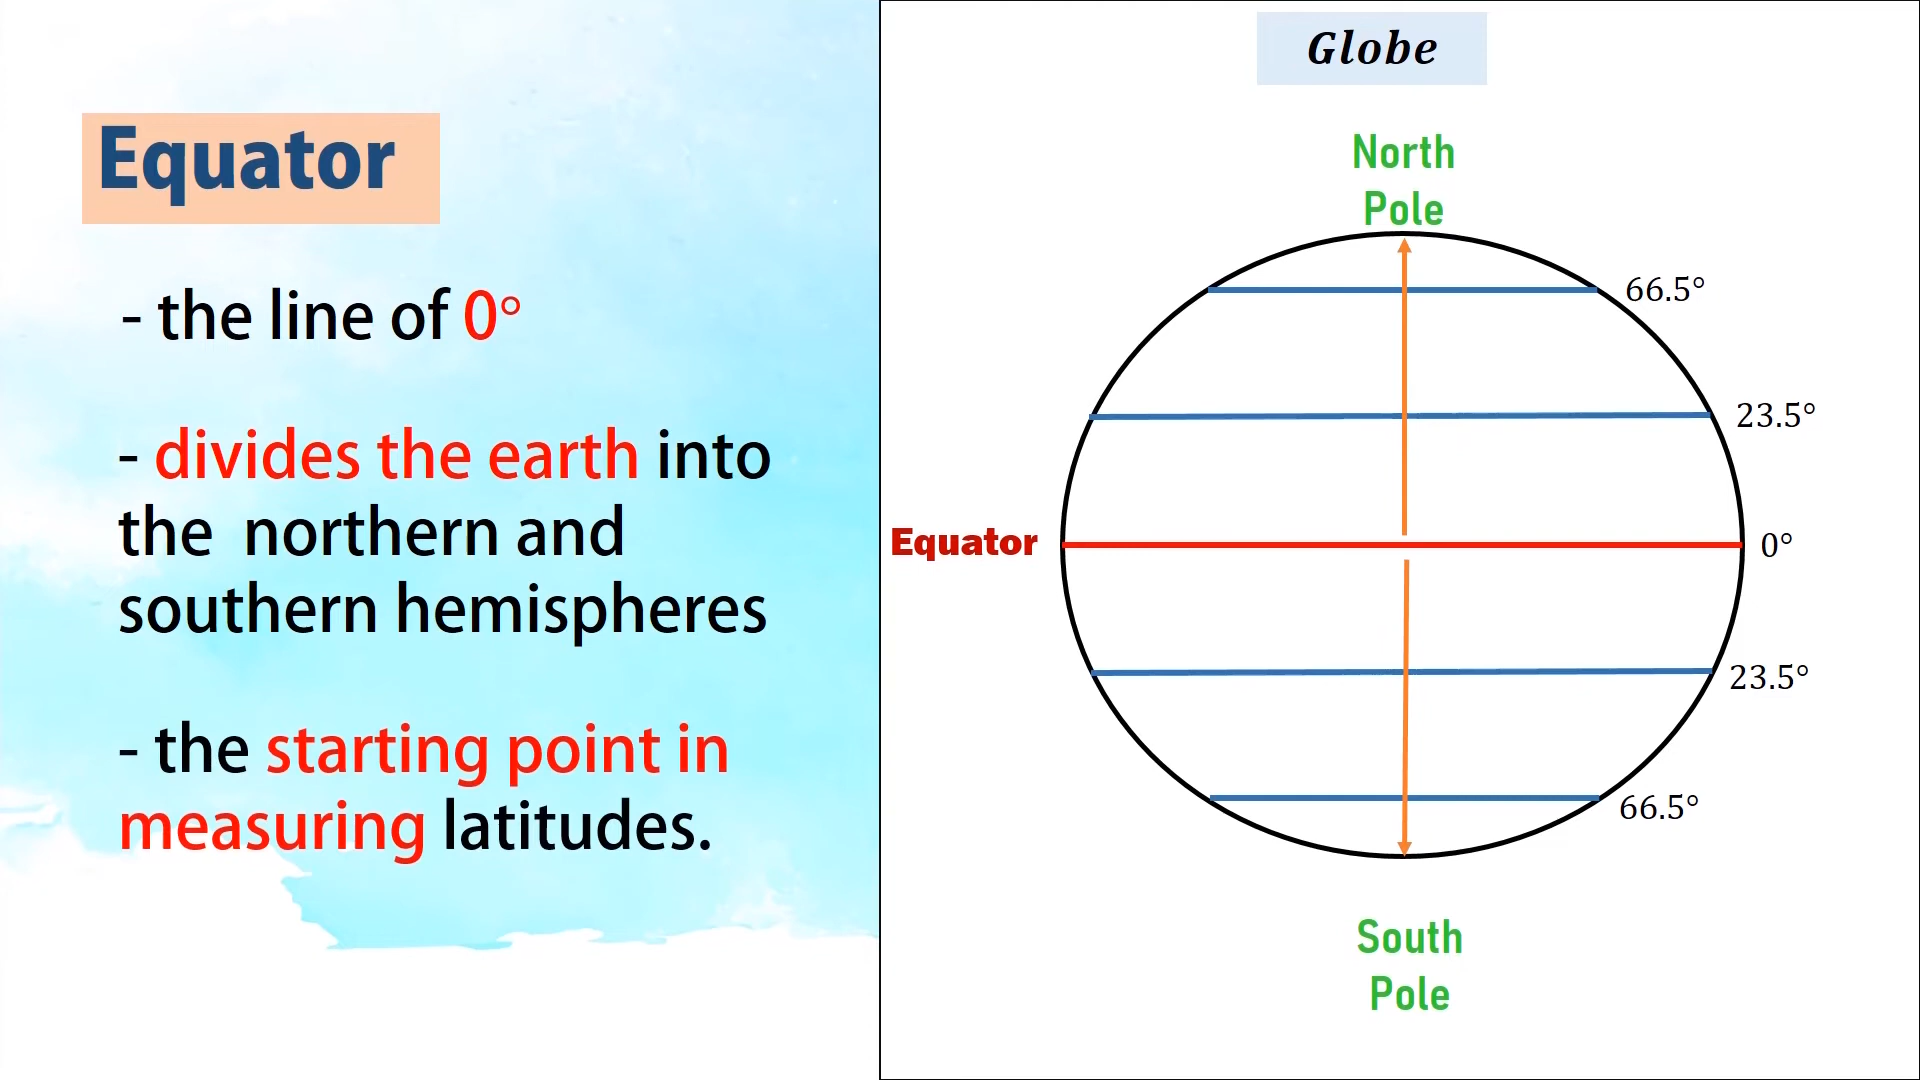 Equator
- the line of 0°
- divides the earth into
the northern and
southern hemispheres
- the starting point in
measuring latitudes.
Globe
North
Pole
66.5°
23.5°
Equator
0°
23.5°
66.5°
South
Pole